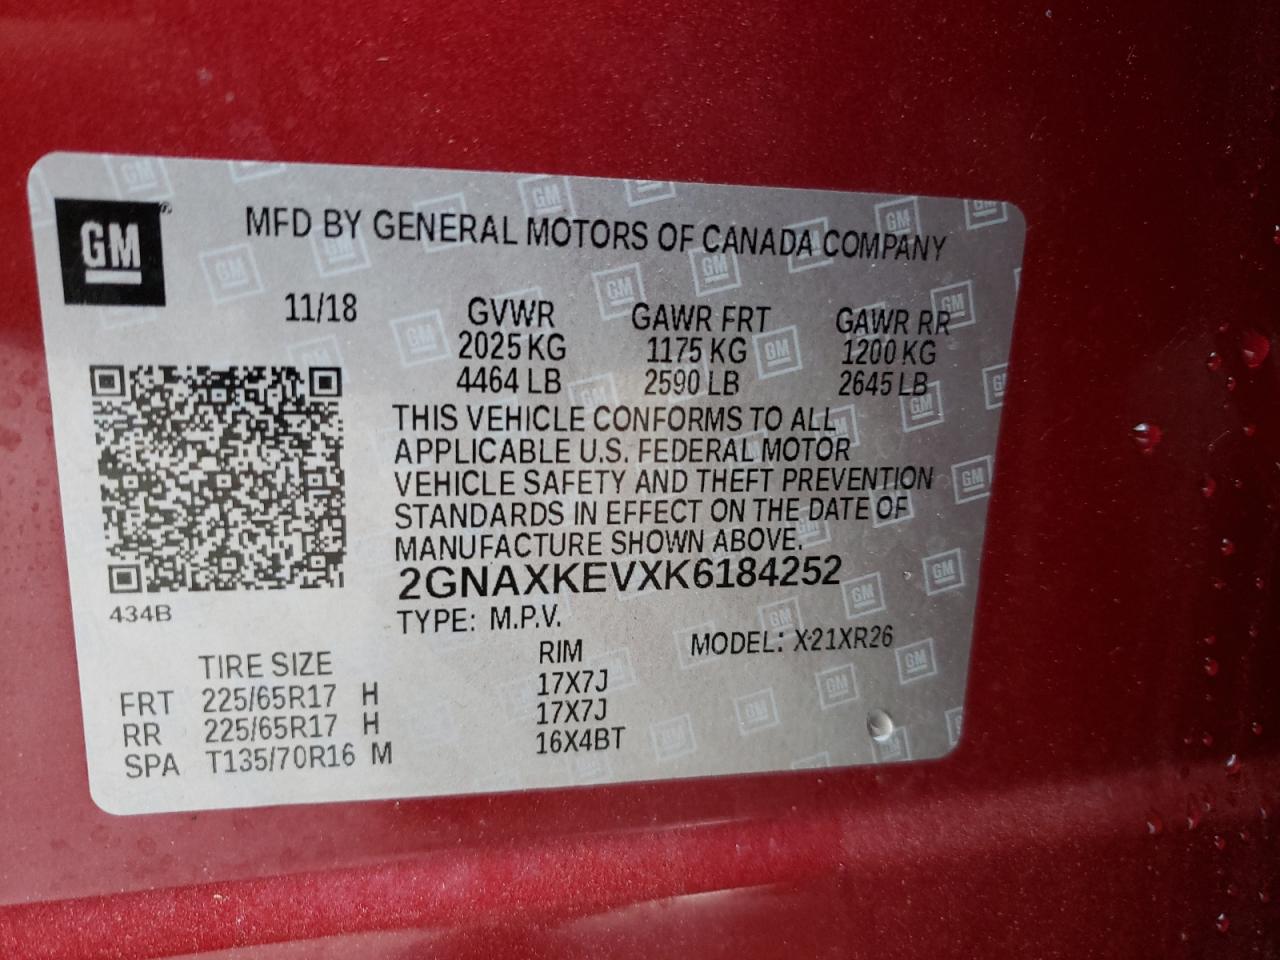 GM
MFD BY GENERAL MOTORS OF CANADA COMPANY
11/18
GVWR GAWR FRT GAWR RR
2025 KG 1175 KG 1200 KG
4464 LB 2590 LB 2645 LB
THIS VEHICLE CONFORMS TO ALL
APPLICABLE U.S. FEDERAL MOTOR
VEHICLE SAFETY AND THEFT PREVENTION
STANDARDS IN EFFECT ON THE DATE OF
MANUFACTURE SHOWN ABOVE.
2GNAXKEVXK6184252
434B
TYPE: M.P.V.
MODEL: X21XR26
TIRE SIZE RIM
FRT 225/65R17 H 17X7J
RR 225/65R17 H 17X7J
SPA T135/70R16 M 16X4BT